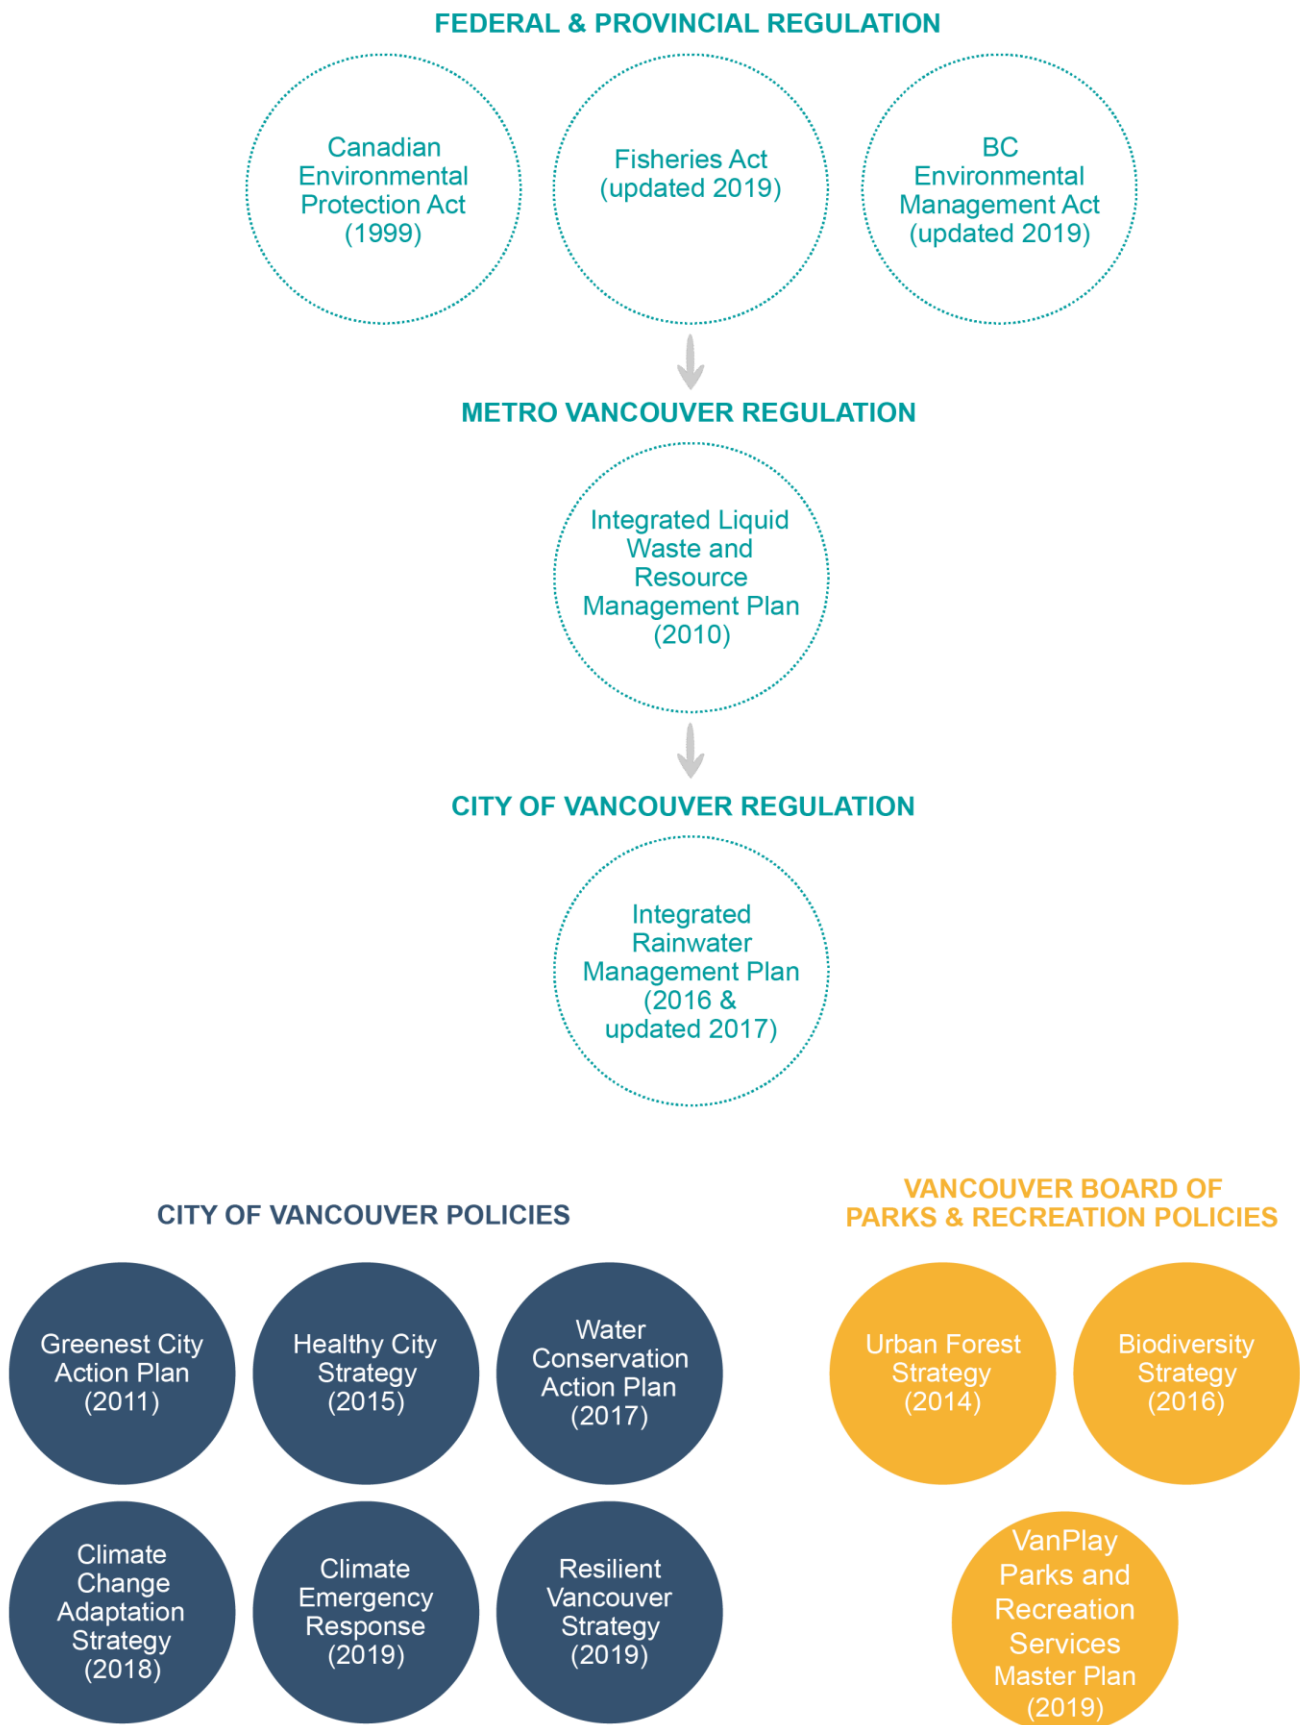 FEDERAL & PROVINCIAL REGULATION
Canadian
Environmental
Protection Act
(1999)
Fisheries Act
(updated 2019)
BC
Environmental
Management Act
(updated 2019)
METRO VANCOUVER REGULATION
Integrated Liquid
Waste and
Resource
Management Plan
(2010)
CITY OF VANCOUVER REGULATION
Integrated
Rainwater
Management Plan
(2016 &
updated 2017)
CITY OF VANCOUVER POLICIES
Greenest City
Action Plan
(2011)
Healthy City
Strategy
(2015)
Water
Conservation
Action Plan
(2017)
Climate
Change
Adaptation
Strategy
(2018)
Climate
Emergency
Response
(2019)
Resilient
Vancouver
Strategy
(2019)
VANCOUVER BOARD OF
PARKS & RECREATION POLICIES
Urban Forest
Strategy
(2014)
Biodiversity
Strategy
(2016)
VanPlay
Parks and
Recreation
Services
Master Plan
(2019)